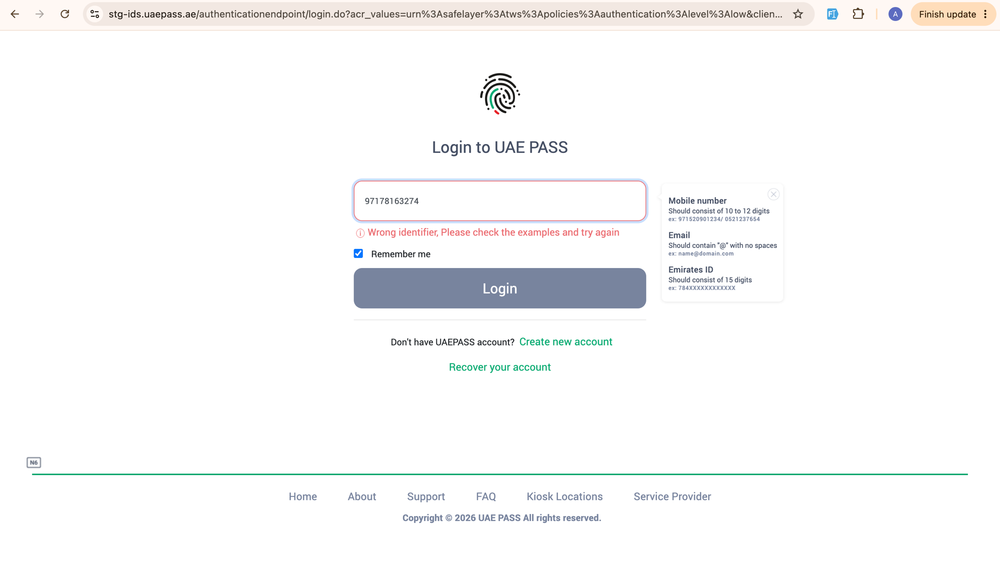 stg-ids.uaepass.ae/authenticationendpoint/login.do?acr_values=urn%3Asafelayer%3Atws%3Apolicies%3Aauthentication%3Alevel%3Alow&clien...
A
Finish update
Login to UAE PASS
97178163274
Wrong identifier, Please check the examples and try again
Remember me
Login
Mobile number
Should consist of 10 to 12 digits
ex: 971520901234/ 0521237654
Email
Should contain "@" with no spaces
ex: name@domain.com
Emirates ID
Should consist of 15 digits
ex: 784XXXXXXXXXXXX
Don't have UAEPASS account? Create new account
Recover your account
N6
Home About Support FAQ Kiosk Locations Service Provider
Copyright © 2026 UAE PASS All rights reserved.